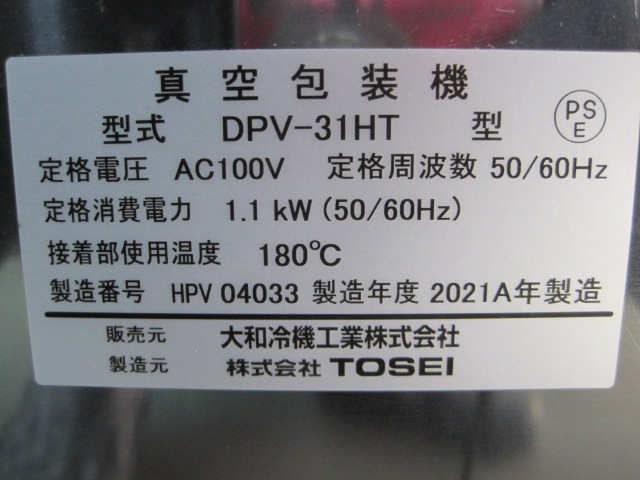 真空包装機
型式 DPV-31HT 型 PSE
定格電圧 AC100V 定格周波数 50/60Hz
定格消費電力 1.1 kW (50/60Hz)
接着部使用温度 180℃
製造番号 HPV 04033 製造年度 2021A年製造
販売元 大和冷機工業株式会社
製造元 株式会社 TOSEI